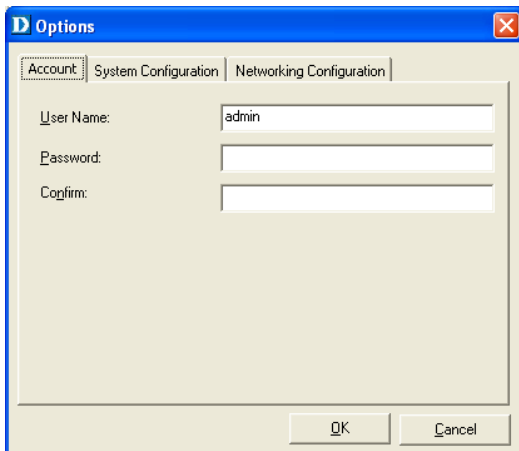 D Options
Account System Configuration Networking Configuration
User Name: admin
Password:
Confirm:
OK Cancel